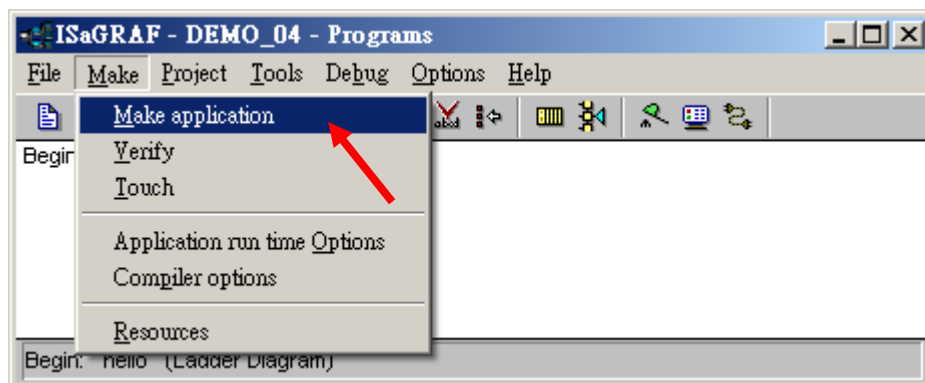 ISaGRAF - DEMO_04 - Programs
File Make Project Tools Debug Options Help
Make application
Begin
Verify
Touch
Application run time Options
Compiler options
Resources
Begin: hello (Ladder Diagram)